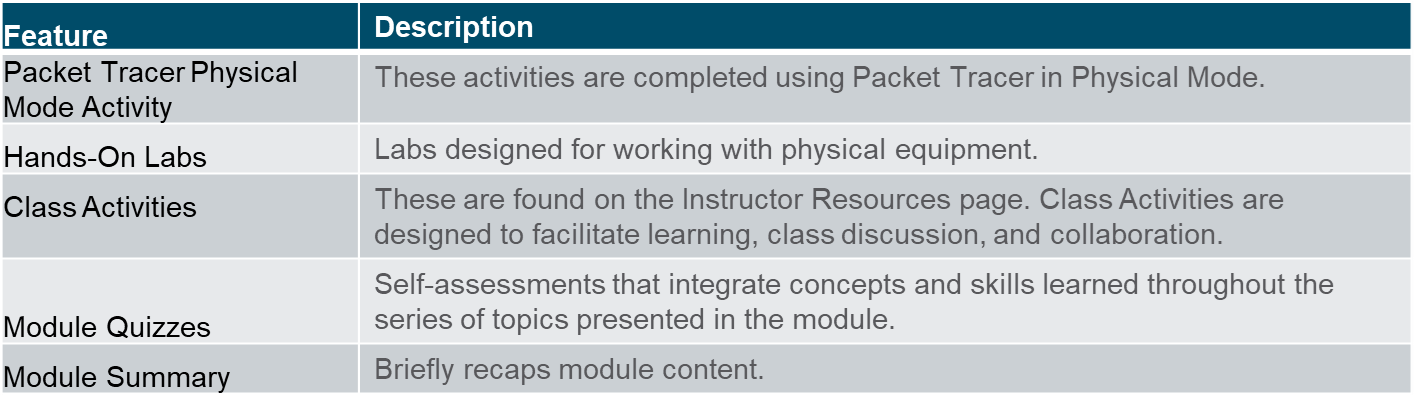 Feature
Description
Packet Tracer Physical
Mode Activity
These activities are completed using Packet Tracer in Physical Mode.
Hands-On Labs
Labs designed for working with physical equipment.
Class Activities
These are found on the Instructor Resources page. Class Activities are
designed to facilitate learning, class discussion, and collaboration.
Module Quizzes
Self-assessments that integrate concepts and skills learned throughout the
series of topics presented in the module.
Module Summary
Briefly recaps module content.